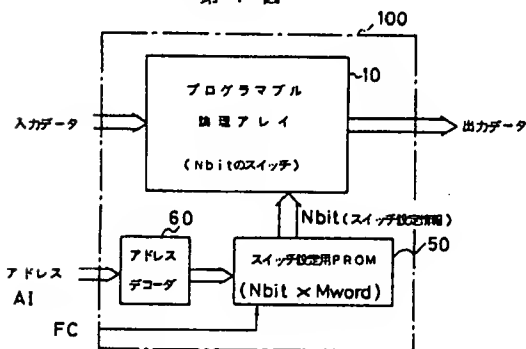 第1図
100
10
プログラマブル
論理アレイ
(Nbitのスイッチ)
入力データ
出力データ
Nbit(スイッチ設定情報)
60
50
アドレス
デコーダ
スイッチ設定用PROM
(Nbit×Mword)
アドレス
AI
FC